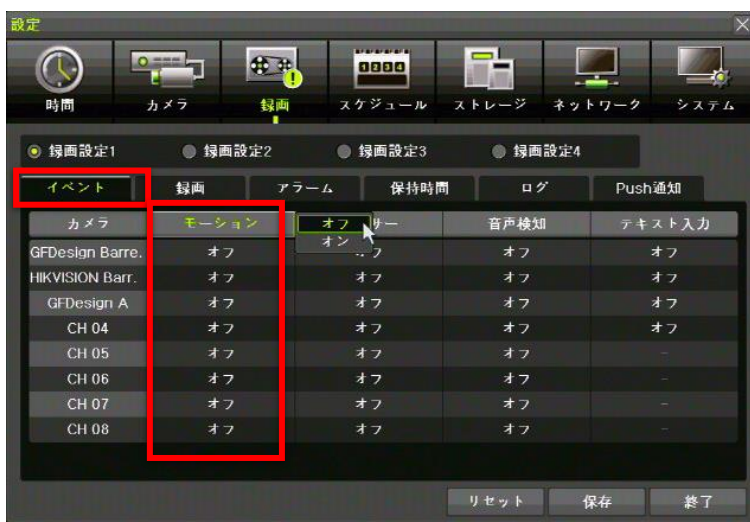 設定
時間 カメラ 録画 スケジュール ストレージ ネットワーク システム
録画設定1 録画設定2 録画設定3 録画設定4
イベント 録画 アラーム 保持時間 ログ Push通知
カメラ モーション オフ サー 音声検知 テキスト入力
オン
GFDesign Barre. オフ オフ オフ オフ
HIKVISION Barr. オフ オフ オフ オフ
GFDesign A オフ オフ オフ オフ
CH 04 オフ オフ オフ オフ
CH 05 オフ オフ オフ -
CH 06 オフ オフ オフ -
CH 07 オフ オフ オフ -
CH 08 オフ オフ オフ -
リセット 保存 終了